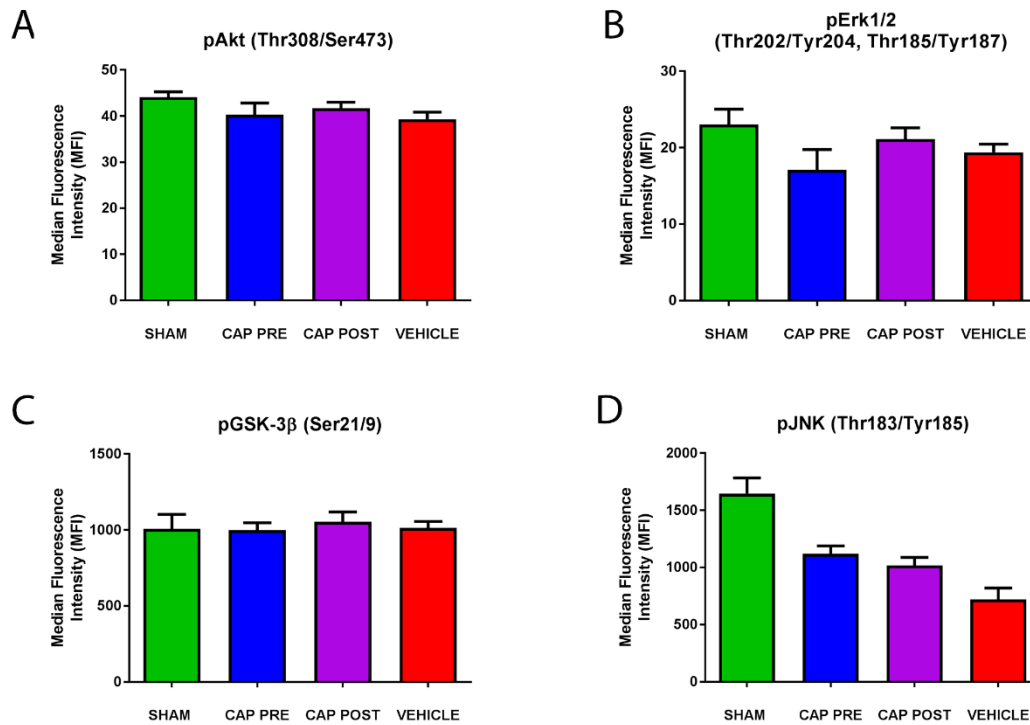 A
pAkt (Thr308/Ser473)
Median Fluorescence
Intensity (MFI)
50
40
30
20
10
0
SHAM CAP PRE CAP POST VEHICLE
B
pErk1/2
(Thr202/Tyr204, Thr185/Tyr187)
Median Fluorescence
Intensity (MFI)
30
20
10
0
SHAM CAP PRE CAP POST VEHICLE
C
pGSK-3β (Ser21/9)
Median Fluorescence
Intensity (MFI)
1500
1000
500
0
SHAM CAP PRE CAP POST VEHICLE
D
pJNK (Thr183/Tyr185)
Median Fluorescence
Intensity (MFI)
2000
1500
1000
500
0
SHAM CAP PRE CAP POST VEHICLE